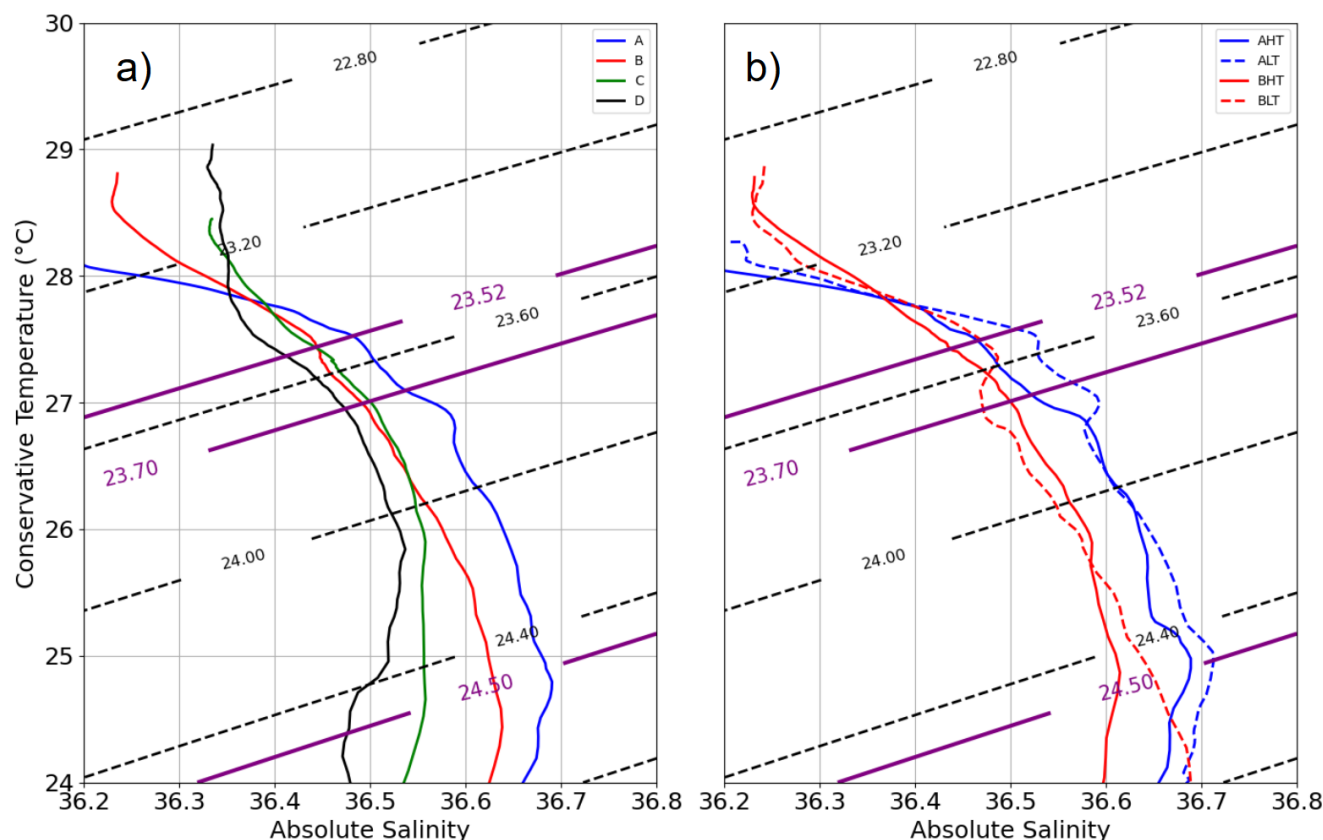 a)
A
B
C
D
22.80
23.20
23.52
23.60
23.70
24.00
24.40
24.50
30
29
28
27
26
25
24
Conservative Temperature (°C)
36.2 36.3 36.4 36.5 36.6 36.7 36.8
Absolute Salinity
b)
AHT
ALT
BHT
BLT
22.80
23.20
23.52
23.60
23.70
24.00
24.40
24.50
36.2 36.3 36.4 36.5 36.6 36.7 36.8
Absolute Salinity